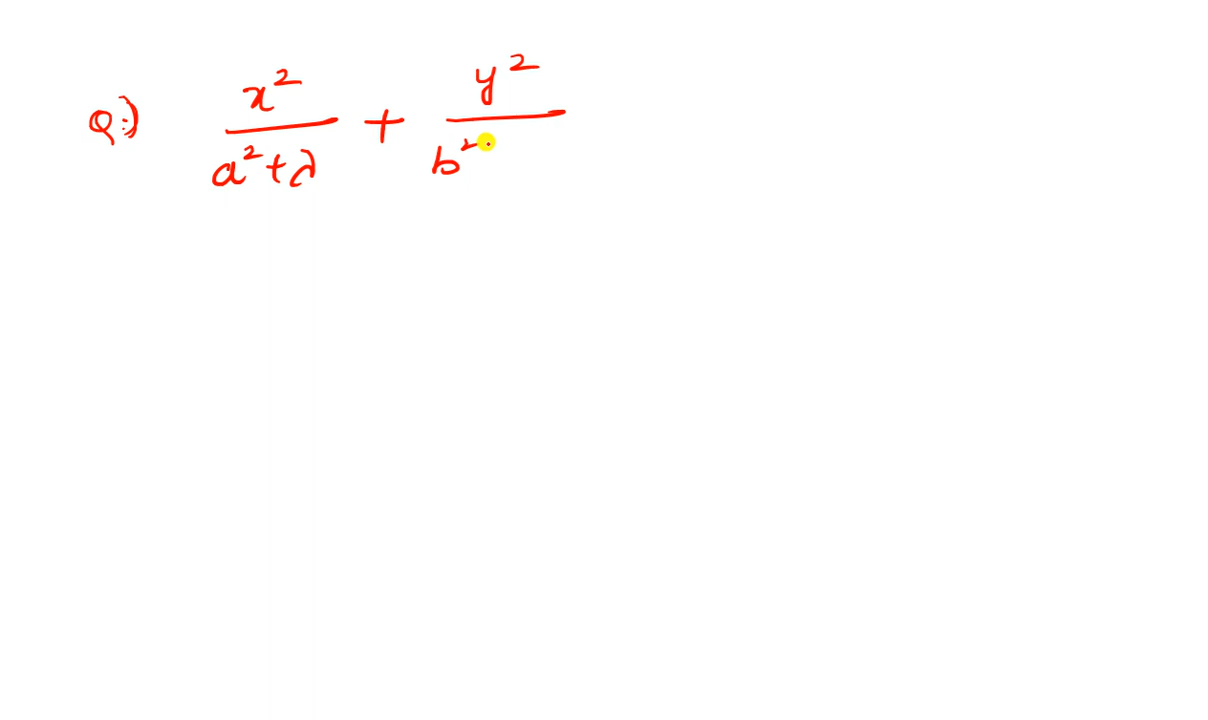 Q:) x²/(a²+λ) + y²/b²